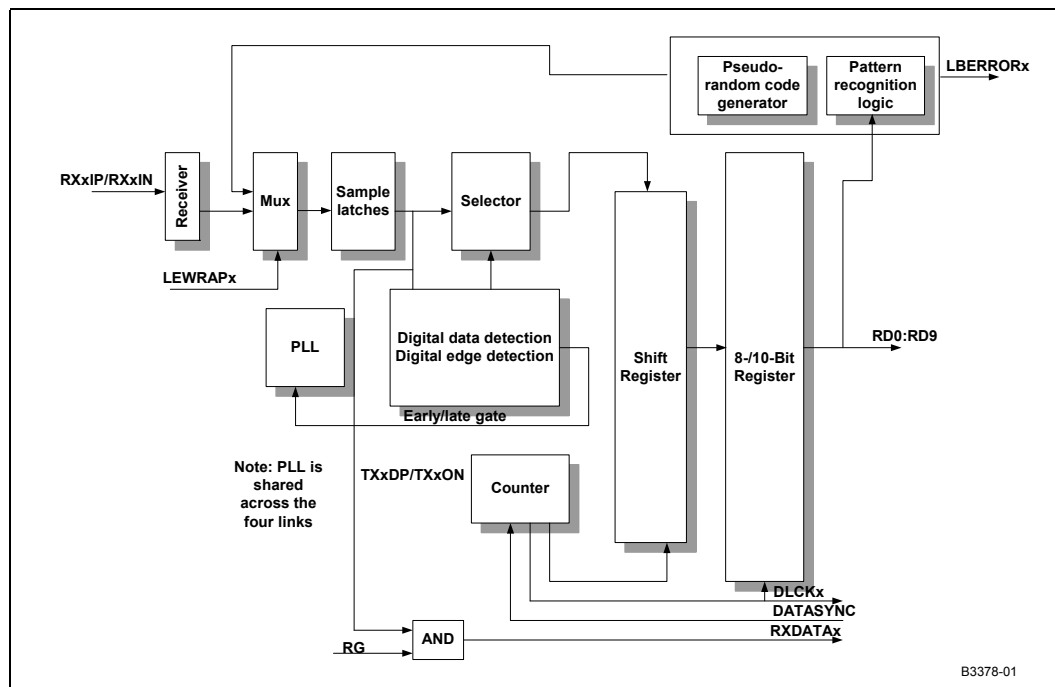 Pseudo-
random code
generator
Pattern
recognition
logic
LBERRORx
RXxIP/RXxIN
Receiver
Mux
Sample
latches
Selector
LEWRAPx
PLL
Digital data detection
Digital edge detection
Early/late gate
Shift
Register
8-/10-Bit
Register
RD0:RD9
Note: PLL is
shared
across the
four links
TXxDP/TXxON
Counter
DLCKx
DATASYNC
RXDATAx
RG
AND
B3378-01